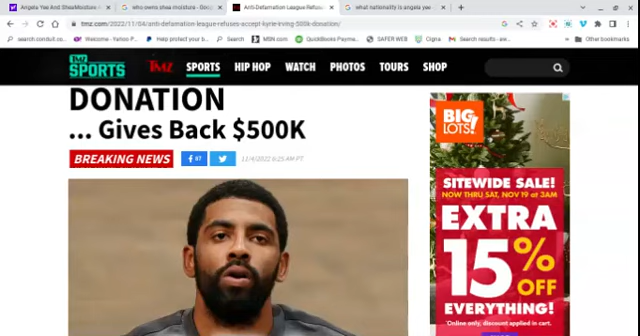 Angela Yee And SheaMoisture
who owns shea moisture - Goo
Anti-Defamation League Refuses
what nationality is angela yee
tmz.com/2022/11/04/anti-defamation-league-refuses-accept-kyrie-irving-500k-donation/
search.conduit.co...
Welcome - Yahoo P...
Help protect your b...
Search
MSN.com
QuickBooks Payme...
SAFER WEB
Cigna
Search results - aw...
Other bookmarks
TMZ SPORTS
TMZ
SPORTS
HIP HOP
WATCH
PHOTOS
TOURS
SHOP
DONATION
... Gives Back $500K
BREAKING NEWS
97
11/4/2022 6:25 AM PT
BIG LOTS!
SITEWIDE SALE!
NOW THRU SAT, NOV 19 at 3AM
EXTRA
15% OFF
EVERYTHING!
*Online only, discount applied in cart.